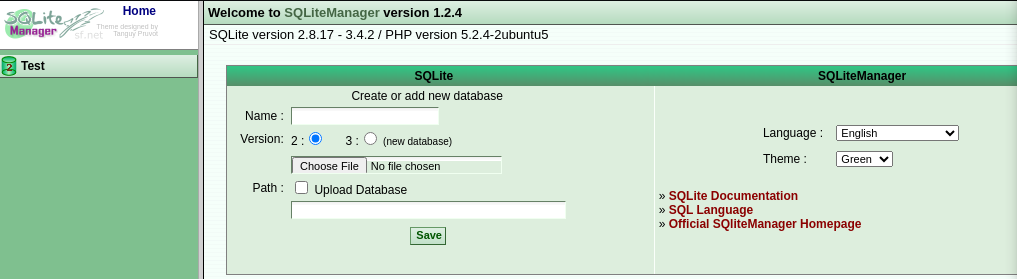 SQLite
Manager
Home
Theme designed by
Tanguy Pruvot
sf.net
2 Test
Welcome to SQLiteManager version 1.2.4
SQLite version 2.8.17 - 3.4.2 / PHP version 5.2.4-2ubuntu5
SQLite
Create or add new database
Name :
Version: 2 : 3 : (new database)
Choose File No file chosen
Path : Upload Database
Save
SQLiteManager
Language : English
Theme : Green
» SQLite Documentation
» SQL Language
» Official SQliteManager Homepage